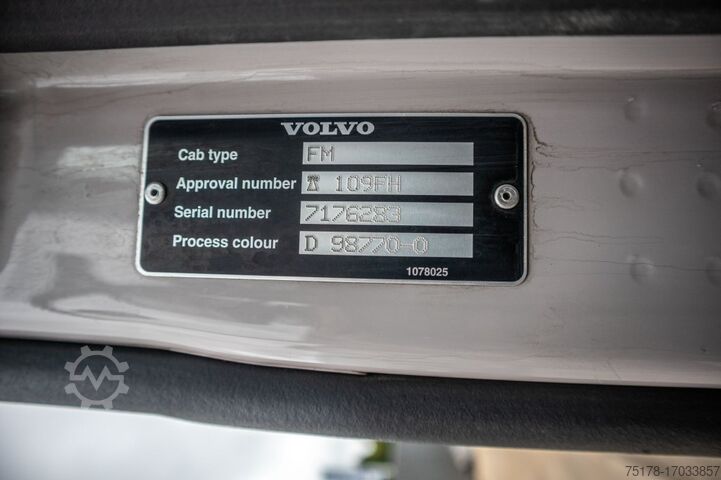 VOLVO
Cab type FM
Approval number 109FH
Serial number 7176283
Process colour D 98770-0
1078025
75178-17033857